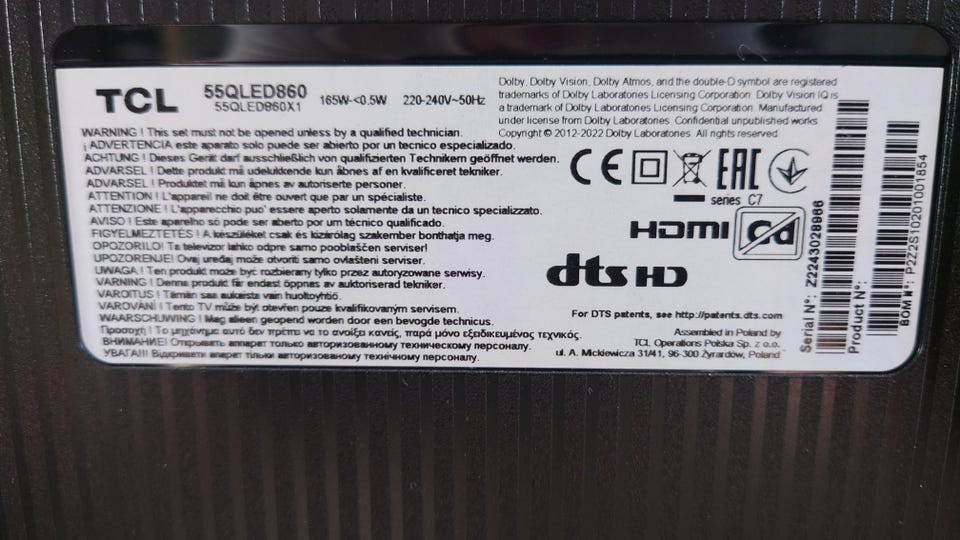 TCL
55QLED860
55QLED860X1
165W-<0.5W
220-240V~50Hz
Dolby, Dolby Vision, Dolby Atmos, and the double-D symbol are registered
trademarks of Dolby Laboratories Licensing Corporation. Dolby Vision IQ is
a trademark of Dolby Laboratories Licensing Corporation. Manufactured
under license from Dolby Laboratories. Confidential unpublished works.
Copyright © 2012-2022 Dolby Laboratories. All rights reserved.
WARNING ! This set must not be opened unless by a qualified technician.
¡ ADVERTENCIA este aparato solo puede ser abierto por un tecnico especializado.
ACHTUNG ! Dieses Gerät darf ausschließlich von qualifizierten Technikern geöffnet werden.
ADVARSEL ! Dette produkt må udelukkende kun åbnes af en kvalificeret tekniker.
ADVARSEL ! Produktet må kun åpnes av autoriserte personer.
ATTENTION ! L'appareil ne doit être ouvert que par un spécialiste.
ATTENZIONE ! L'apparecchio puo' essere aperto solamente da un tecnico specializzato.
AVISO ! Este aparelho só pode ser aberto por um técnico qualificado.
FIGYELMEZTETÉS ! A készüléket csak és kizárólag szakember bonthatja meg.
OPOZORILO! Ta televizor lahko odpre samo pooblaščen serviser!
UPOZORENJE! Ovaj uređaj može otvoriti samo ovlašteni serviser.
UWAGA ! Ten produkt może być rozbierany tylko przez autoryzowane serwisy.
VARNING ! Denna produkt får endast öppnas av auktoriserad tekniker.
VAROITUS ! Tämän saa aukaista vain huoltoyhtiö.
VAROVÁNÍ ! Tento TV může být otevřen pouze kvalifikovaným servisem.
WAARSCHUWING ! Mag alleen geopend worden door een bevoegde technicus.
Προσοχή ! Το μηχάνημα αυτό δεν πρέπει να το ανοίξει κανείς, παρά μόνο εξειδικευμένος τεχνικός.
ВНИМАНИЕ! Открывать аппарат только авторизованному техническому персоналу.
УВАГА!! Відкривати апарат тільки авторизованому технічному персоналу.
CE
EAC
series C7
HDMI
dts HD
For DTS patents, see http://patents.dts.com
Assembled in Poland by
TCL Operations Polska Sp. z o.o.
ul. A. Mickiewicza 31/41, 96-300 Żyrardów, Poland
Serial N°: Z2243028966
Product N°:
BOM N°: P2Z2S10201001854